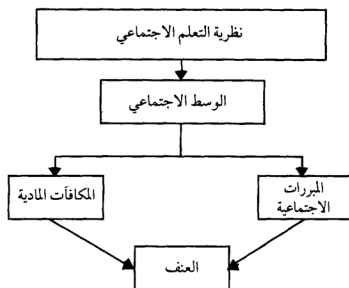 نظرية التعلم الاجتماعي
الوسط الاجتماعي
المبررات
الاجتماعية
المكافآت المادية
العنف